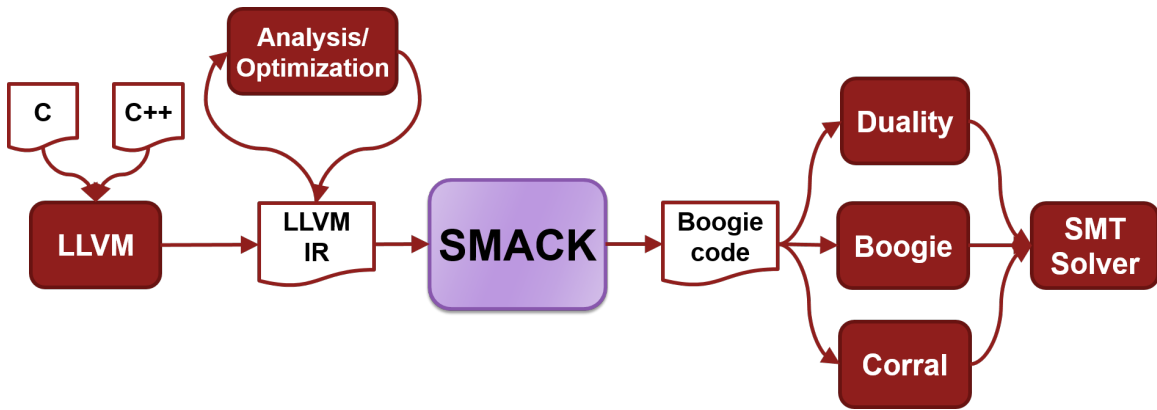 Analysis/
Optimization
C
C++
LLVM
LLVM
IR
SMACK
Boogie
code
Duality
Boogie
Corral
SMT
Solver